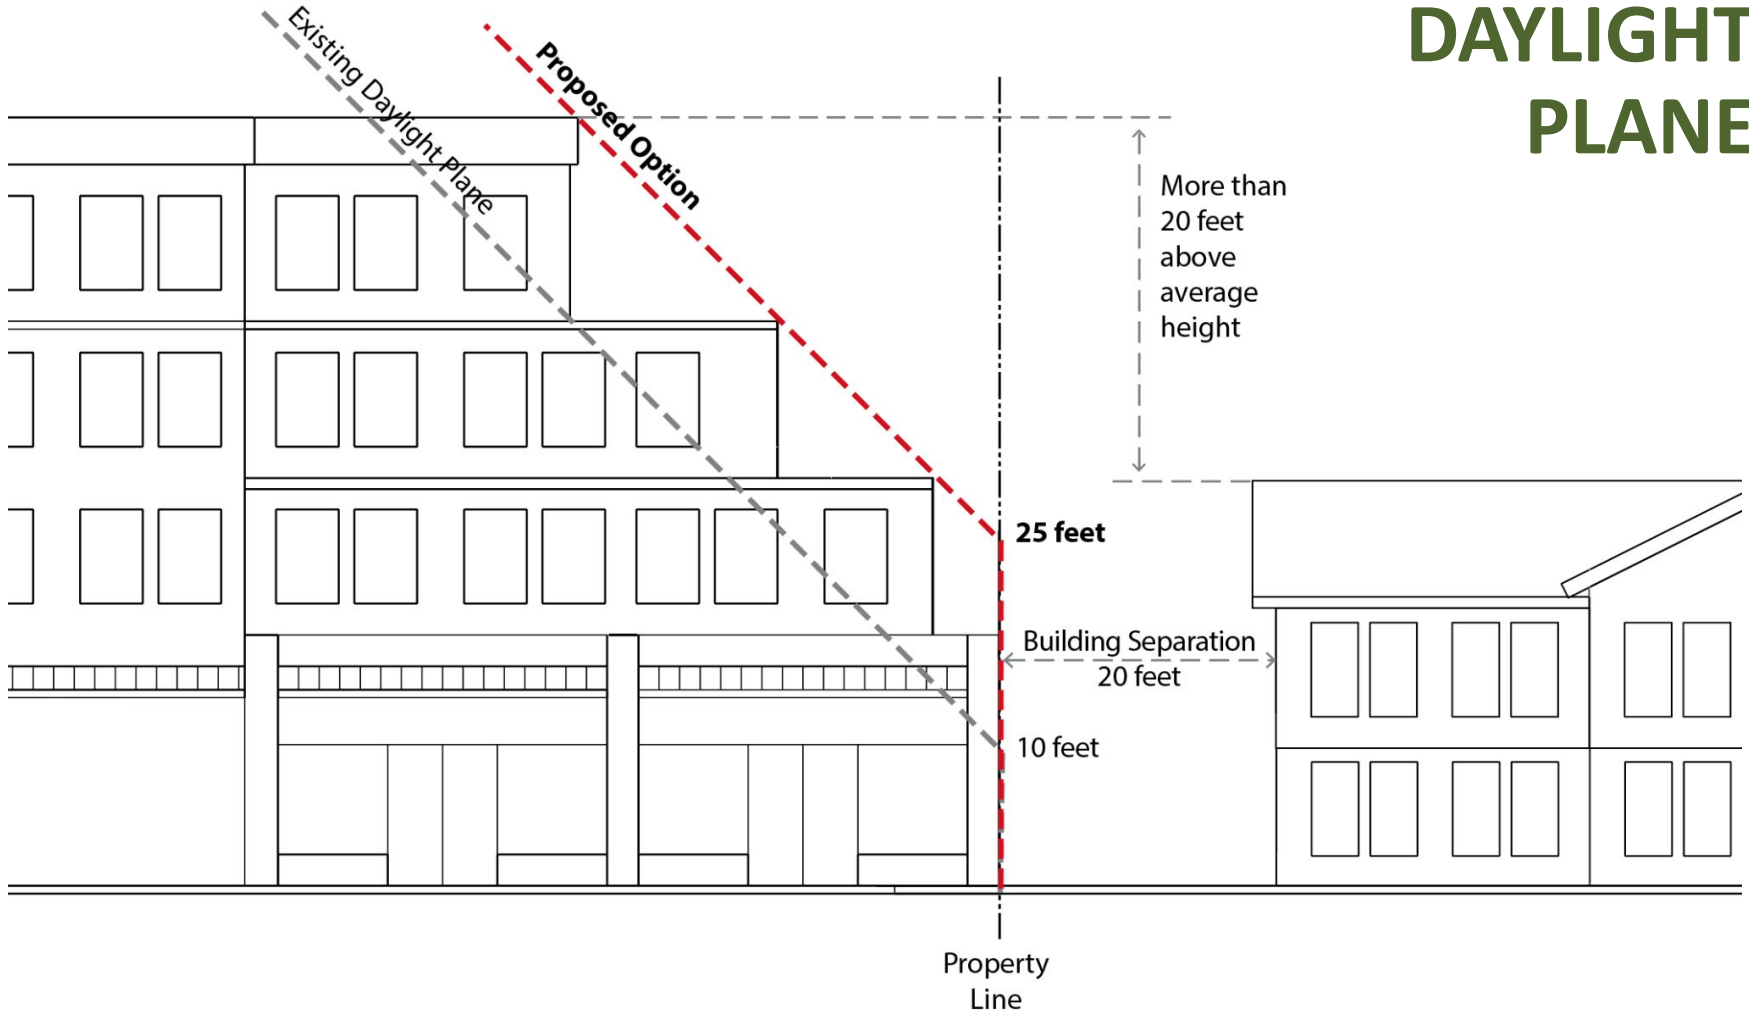 DAYLIGHT
PLANE
Existing Daylight Plane
Proposed Option
More than
20 feet
above
average
height
25 feet
Building Separation
20 feet
10 feet
Property
Line